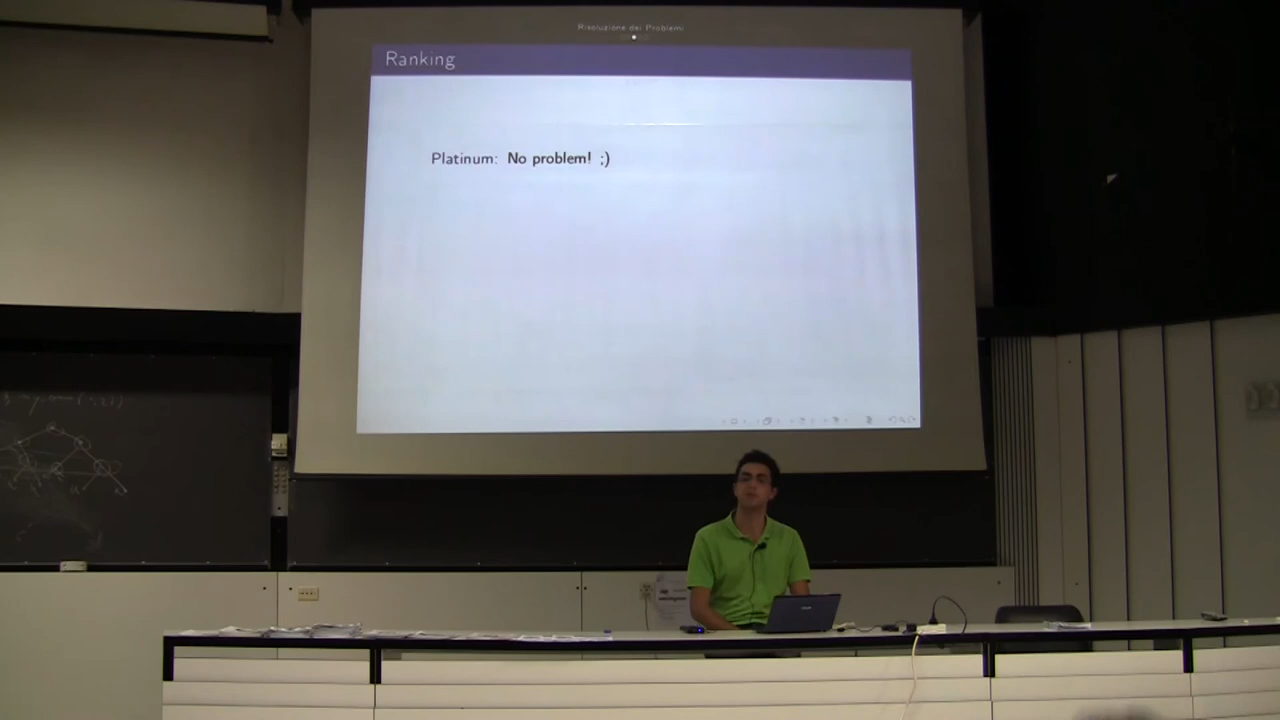 Risoluzione dei Problemi
Ranking
Platinum: No problem! ;)